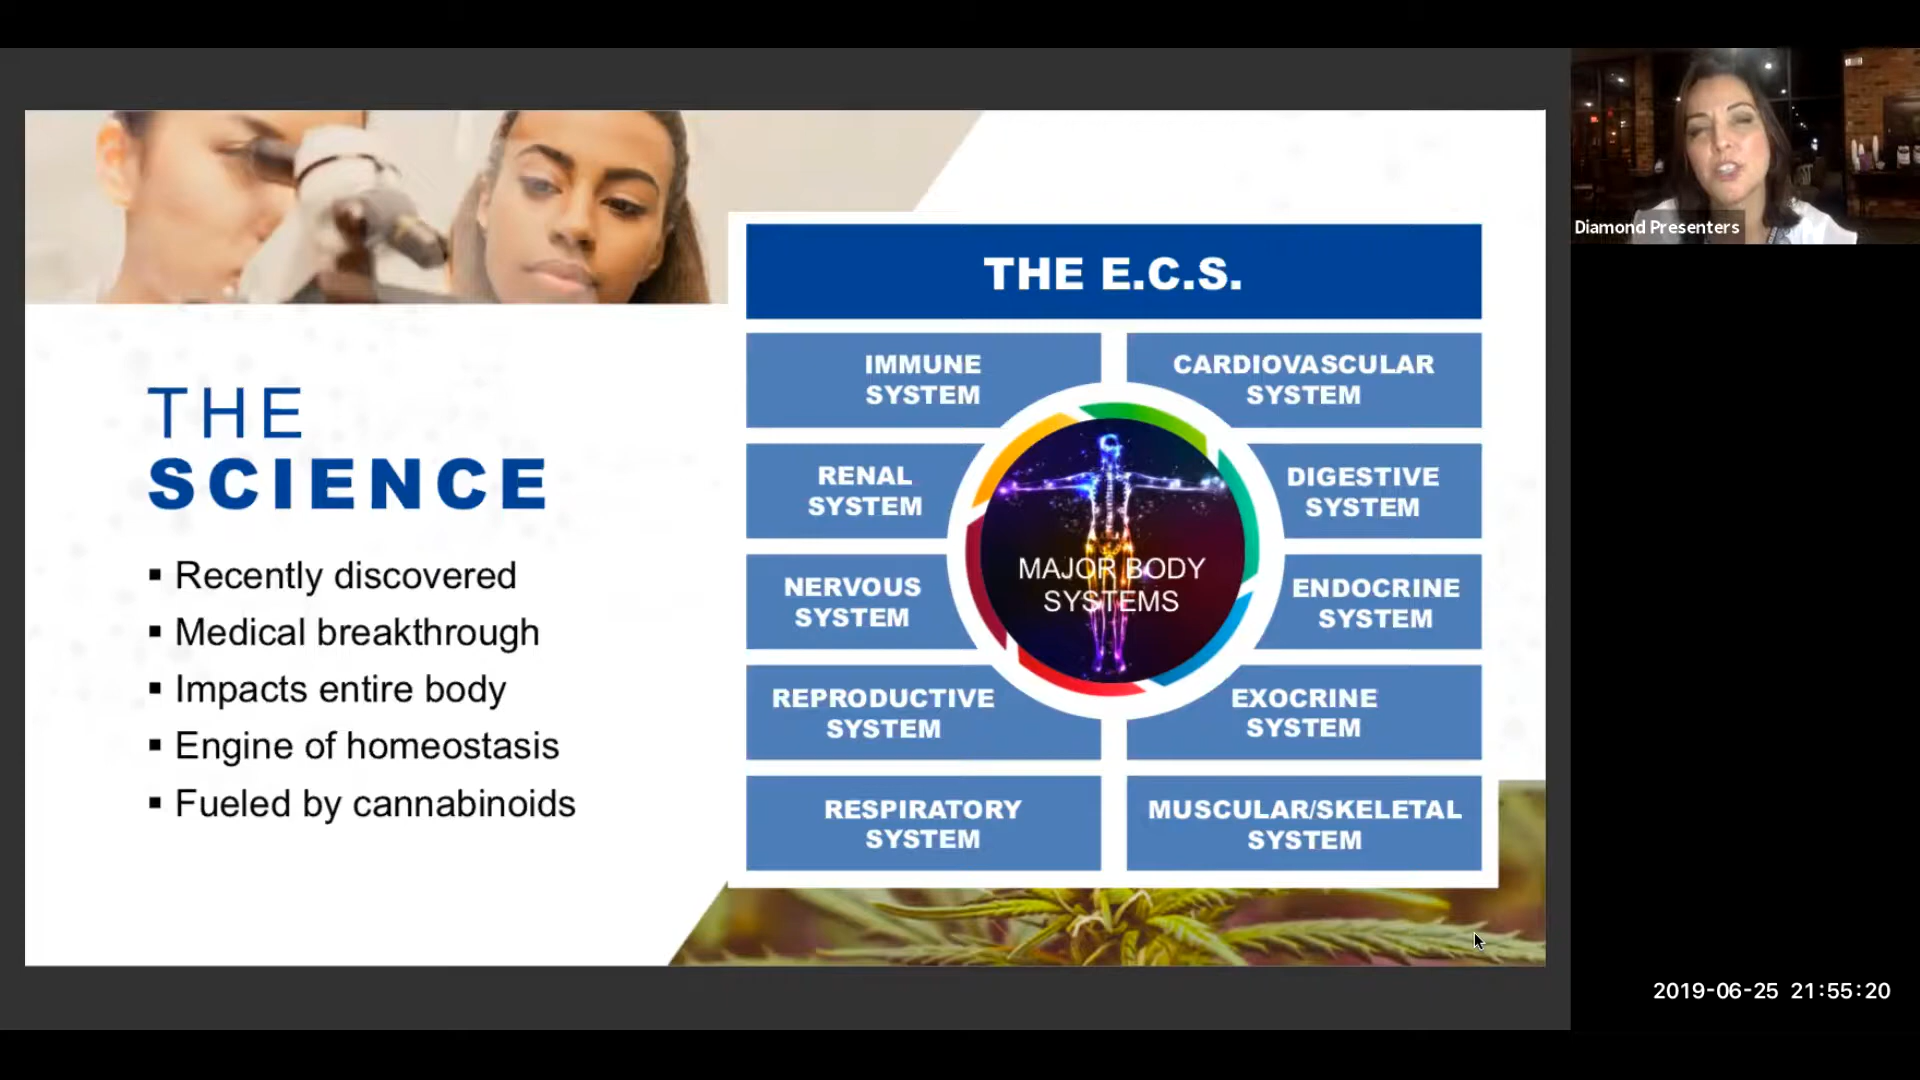 THE
SCIENCE
▪ Recently discovered
▪ Medical breakthrough
▪ Impacts entire body
▪ Engine of homeostasis
▪ Fueled by cannabinoids
THE E.C.S.
IMMUNE
SYSTEM
CARDIOVASCULAR
SYSTEM
RENAL
SYSTEM
DIGESTIVE
SYSTEM
MAJOR BODY
SYSTEMS
NERVOUS
SYSTEM
ENDOCRINE
SYSTEM
REPRODUCTIVE
SYSTEM
EXOCRINE
SYSTEM
RESPIRATORY
SYSTEM
MUSCULAR/SKELETAL
SYSTEM
Diamond Presenters
2019-06-25 21:55:20